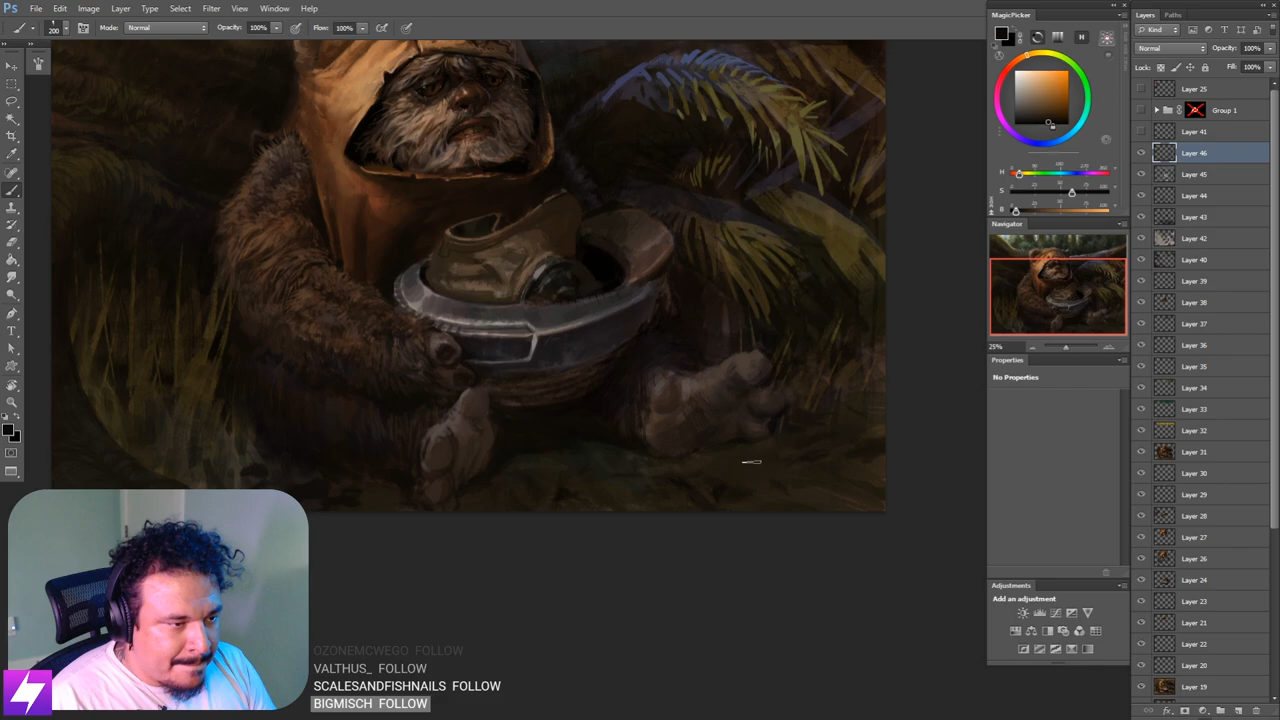 Ps File Edit Image Layer Type Select Filter View Window Help
200 Mode: Normal Opacity: 100% Flow: 100%
MagicPicker
H
H
S
B
Navigator
25%
Properties
No Properties
Adjustments
Add an adjustment
Layers Paths
Kind
Normal Opacity: 100%
Lock: Fill: 100%
Layer 25
Group 1
Layer 41
Layer 46
Layer 45
Layer 44
Layer 43
Layer 42
Layer 40
Layer 39
Layer 38
Layer 37
Layer 36
Layer 35
Layer 34
Layer 33
Layer 32
Layer 31
Layer 30
Layer 29
Layer 28
Layer 27
Layer 26
Layer 24
Layer 23
Layer 21
Layer 22
Layer 20
Layer 19
OZONEMCWEGO FOLLOW
VALTHUS_ FOLLOW
SCALESANDFISHNAILS FOLLOW
BIGMISCH FOLLOW